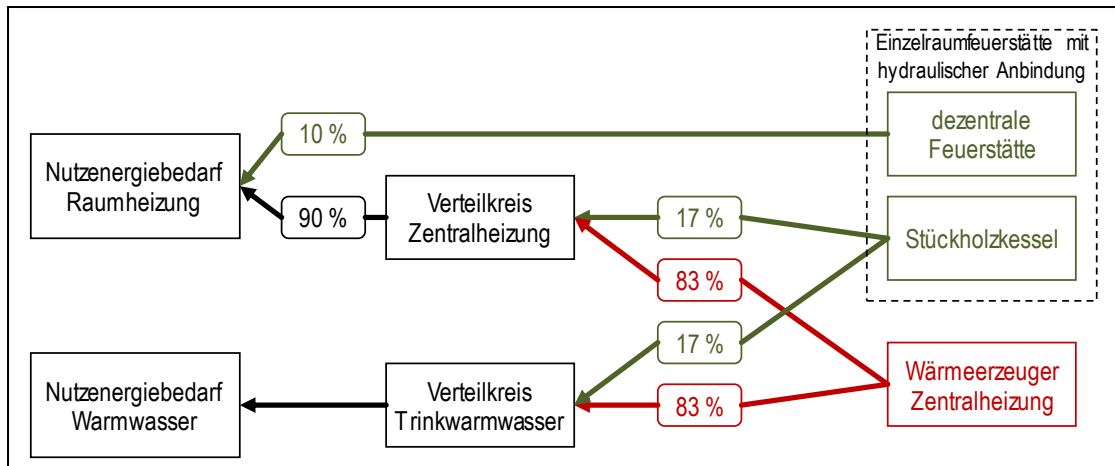 Einzelraumfeuerstätte mit
hydraulischer Anbindung
dezentrale
Feuerstätte
10 %
Nutzenergiebedarf
Raumheizung
90 %
Verteilkreis
Zentralheizung
17 %
Stückholzkessel
83 %
17 %
Nutzenergiebedarf
Warmwasser
Verteilkreis
Trinkwarmwasser
83 %
Wärmeerzeuger
Zentralheizung